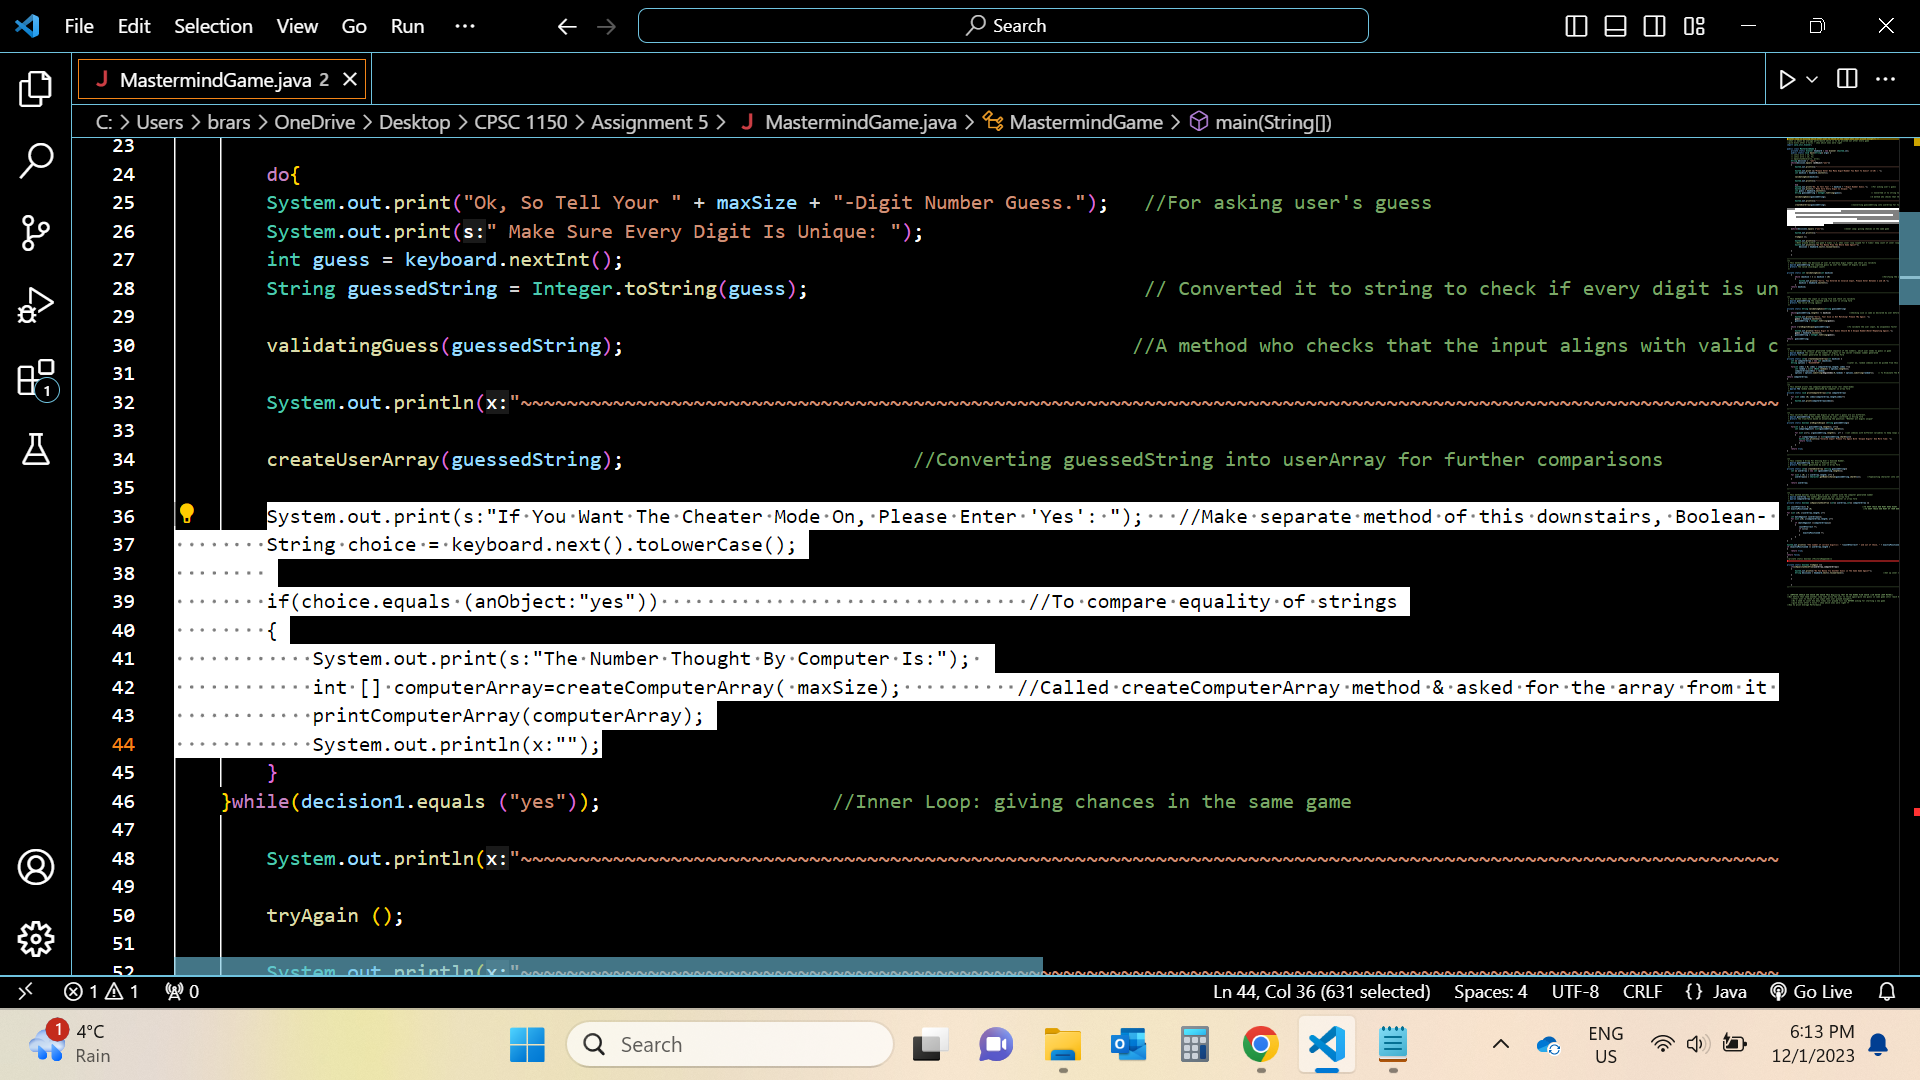 File Edit Selection View Go Run ··· Search
MastermindGame.java 2
C: > Users > brars > OneDrive > Desktop > CPSC 1150 > Assignment 5 > MastermindGame.java > MastermindGame > main(String[])
23
24 do{
25 System.out.print("Ok, So Tell Your " + maxSize + "-Digit Number Guess."); //For asking user's guess
26 System.out.print(s:" Make Sure Every Digit Is Unique: ");
27 int guess = keyboard.nextInt();
28 String guessedString = Integer.toString(guess); // Converted it to string to check if every digit is un
29
30 validatingGuess(guessedString); //A method who checks that the input aligns with valid c
31
32 System.out.println(x:"~~~~~~~~~~~~~~~~~~~~~~~~~~~~~~~~~~~~~~~~~~~~~~~~~~~~~~~~~~~~~~~~~~~~~~~~~~~~~~~~~~~~~~~~~~~~~~~~~~~~~~~~~~~~~
33
34 createUserArray(guessedString); //Converting guessedString into userArray for further comparisons
35
36 System.out.print(s:"If You Want The Cheater Mode On, Please Enter 'Yes': "); //Make separate method of this downstairs, Boolean-
37 String choice = keyboard.next().toLowerCase();
38
39 if(choice.equals (anObject:"yes")) //To compare equality of strings
40 {
41 System.out.print(s:"The Number Thought By Computer Is:");
42 int [] computerArray=createComputerArray( maxSize); //Called createComputerArray method & asked for the array from it
43 printComputerArray(computerArray);
44 System.out.println(x:"");
45 }
46 }while(decision1.equals ("yes")); //Inner Loop: giving chances in the same game
47
48 System.out.println(x:"~~~~~~~~~~~~~~~~~~~~~~~~~~~~~~~~~~~~~~~~~~~~~~~~~~~~~~~~~~~~~~~~~~~~~~~~~~~~~~~~~~~~~~~~~~~~~~~~~~~~~~~~~~~~~
49
50 tryAgain ();
51
52 System.out.println(x:"~~~~~~~~~~~~~~~~~~~~~~~~~~~~~~~~~~~~~~~~~~~~~~~~~~~~~~~~~~~~~~~~~~~~~~~~~~~~~~~~~~~~~~~~~~~~~~~~~~~~~~~~~~~~~
1
1 1 0 Ln 44, Col 36 (631 selected) Spaces: 4 UTF-8 CRLF {} Java Go Live
1 4°C
Rain
Search
ENG
US
6:13 PM
12/1/2023